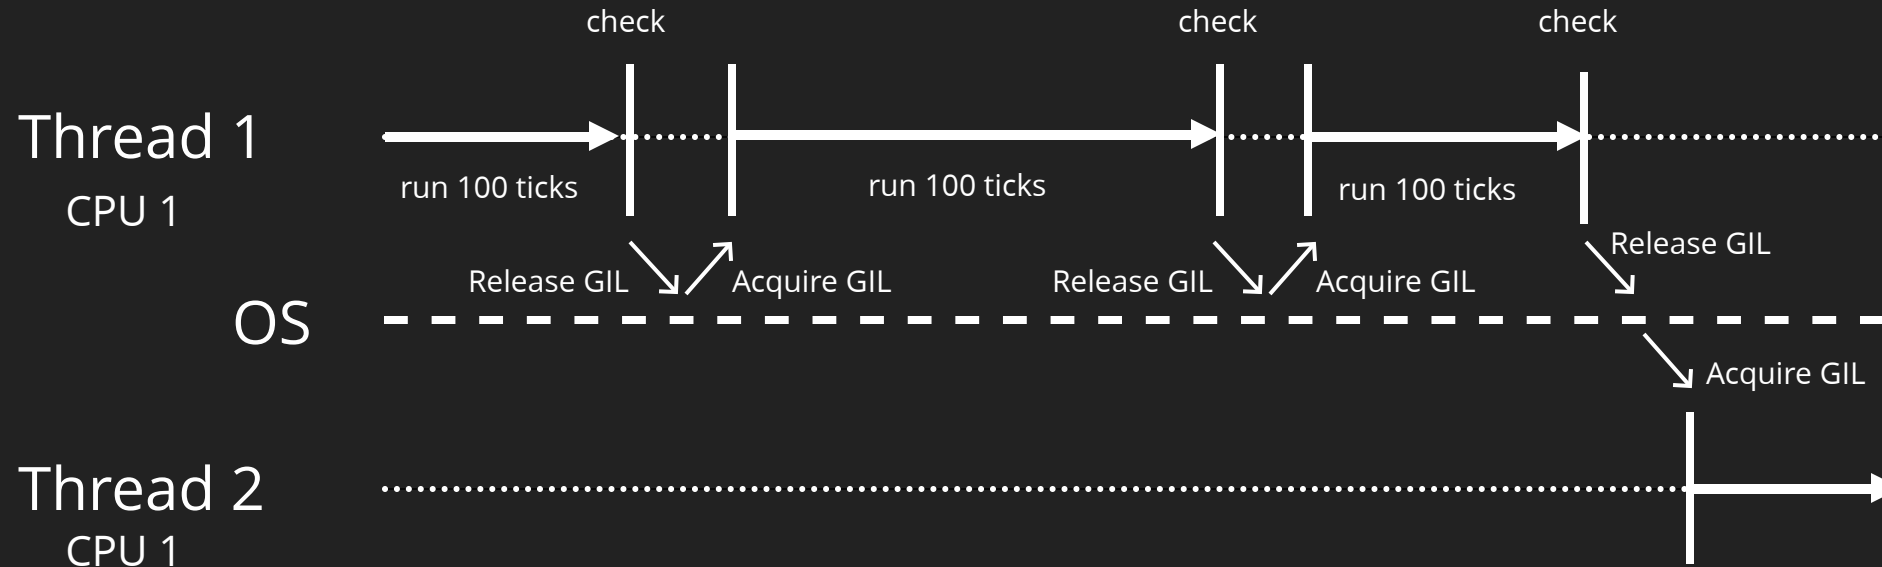 check
check
check
Thread 1
CPU 1
run 100 ticks
run 100 ticks
run 100 ticks
Release GIL
Acquire GIL
Release GIL
Acquire GIL
Release GIL
OS
Acquire GIL
Thread 2
CPU 1